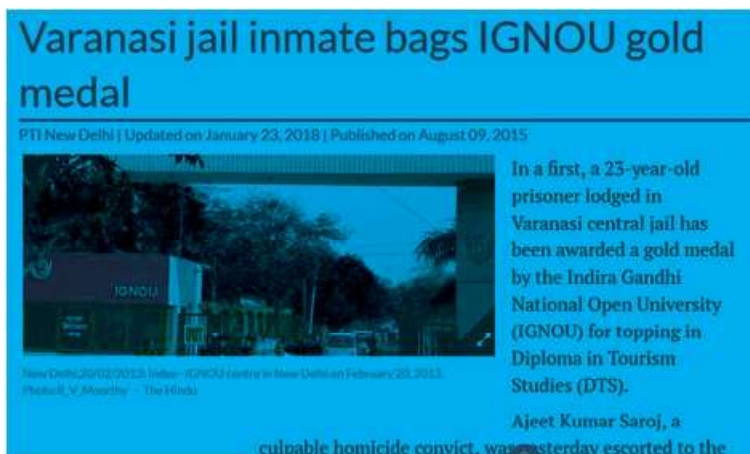 Varanasi jail inmate bags IGNOU gold
medal
PTI New Delhi | Updated on January 23, 2018 | Published on August 09, 2015
In a first, a 23-year-old
prisoner lodged in
Varanasi central jail has
been awarded a gold medal
by the Indira Gandhi
National Open University
(IGNOU) for topping in
Diploma in Tourism
Studies (DTS).
IGNOU
New Delhi,20/02/2013: Index--IGNOU centre in New Delhi on February 20, 2013.
Photo:R_V_Moorthy - The Hindu
Ajeet Kumar Saroj, a
culpable homicide convict, was yesterday escorted to the